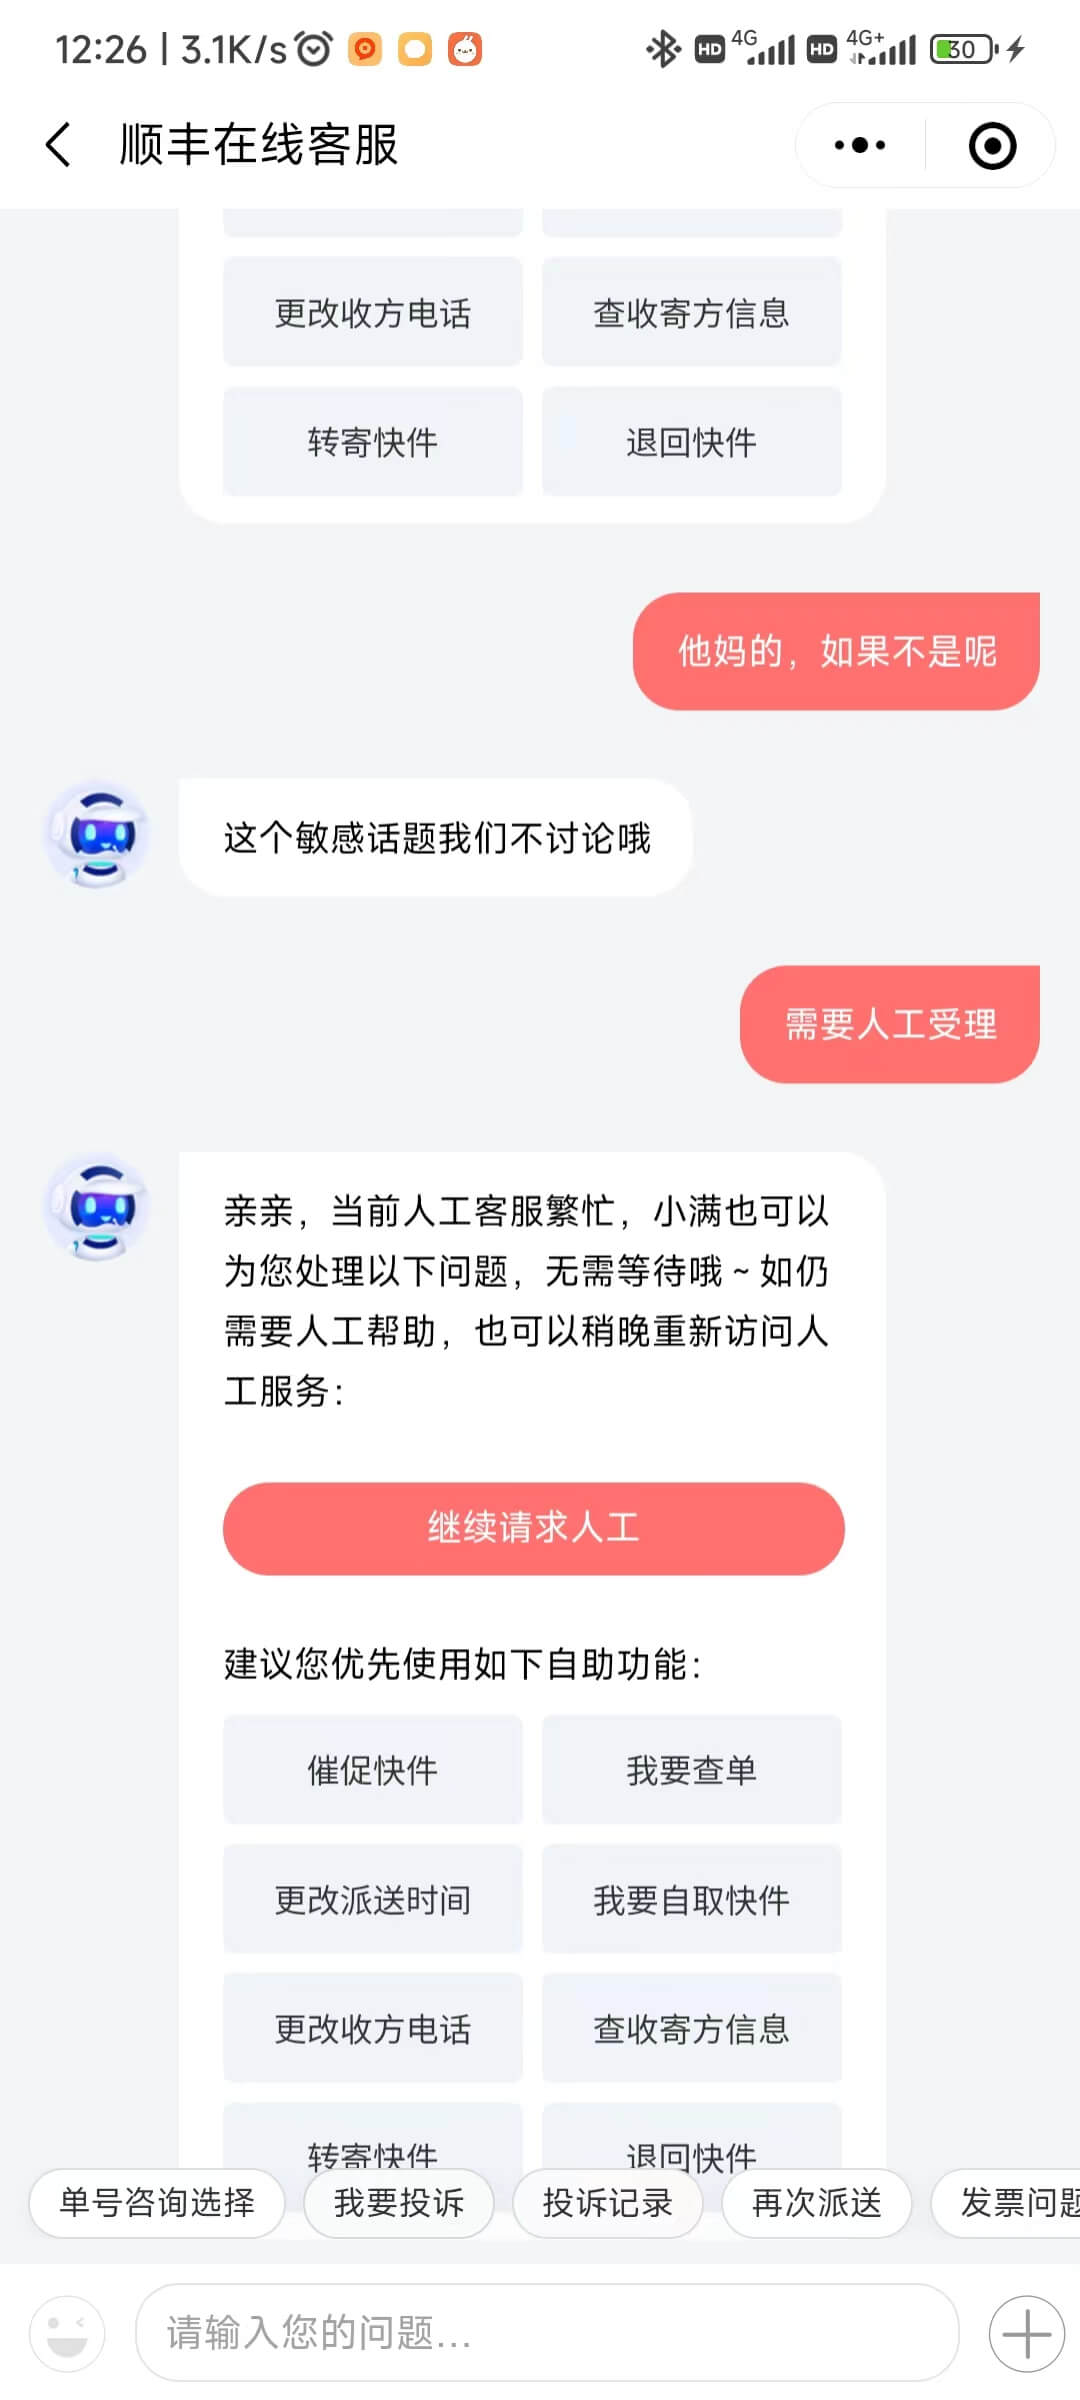 12:26 | 3.1K/s
HD 4G HD 4G+ 30
顺丰在线客服
更改收方电话
查收寄方信息
转寄快件
退回快件
他妈的，如果不是呢
这个敏感话题我们不讨论哦
需要人工受理
亲亲，当前人工客服繁忙，小满也可以
为您处理以下问题，无需等待哦~如仍
需要人工帮助，也可以稍晚重新访问人
工服务：
继续请求人工
建议您优先使用如下自助功能：
催促快件
我要查单
更改派送时间
我要自取快件
更改收方电话
查收寄方信息
转寄快件
退回快件
单号咨询选择
我要投诉
投诉记录
再次派送
发票问题
请输入您的问题...